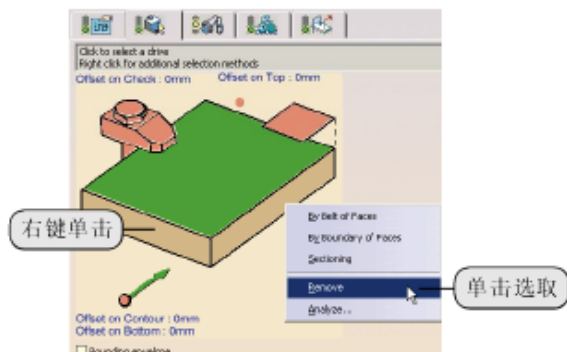 Click to select a drive
Right click for additional selection methods
Offset on Check : 0mm
Offset on Top : 0mm
右键单击
By Belt of Faces
By Boundary of Faces
Sectioning
Remove
单击选取
Analyze...
Offset on Contour : 0mm
Offset on Bottom : 0mm
Bounding envelope